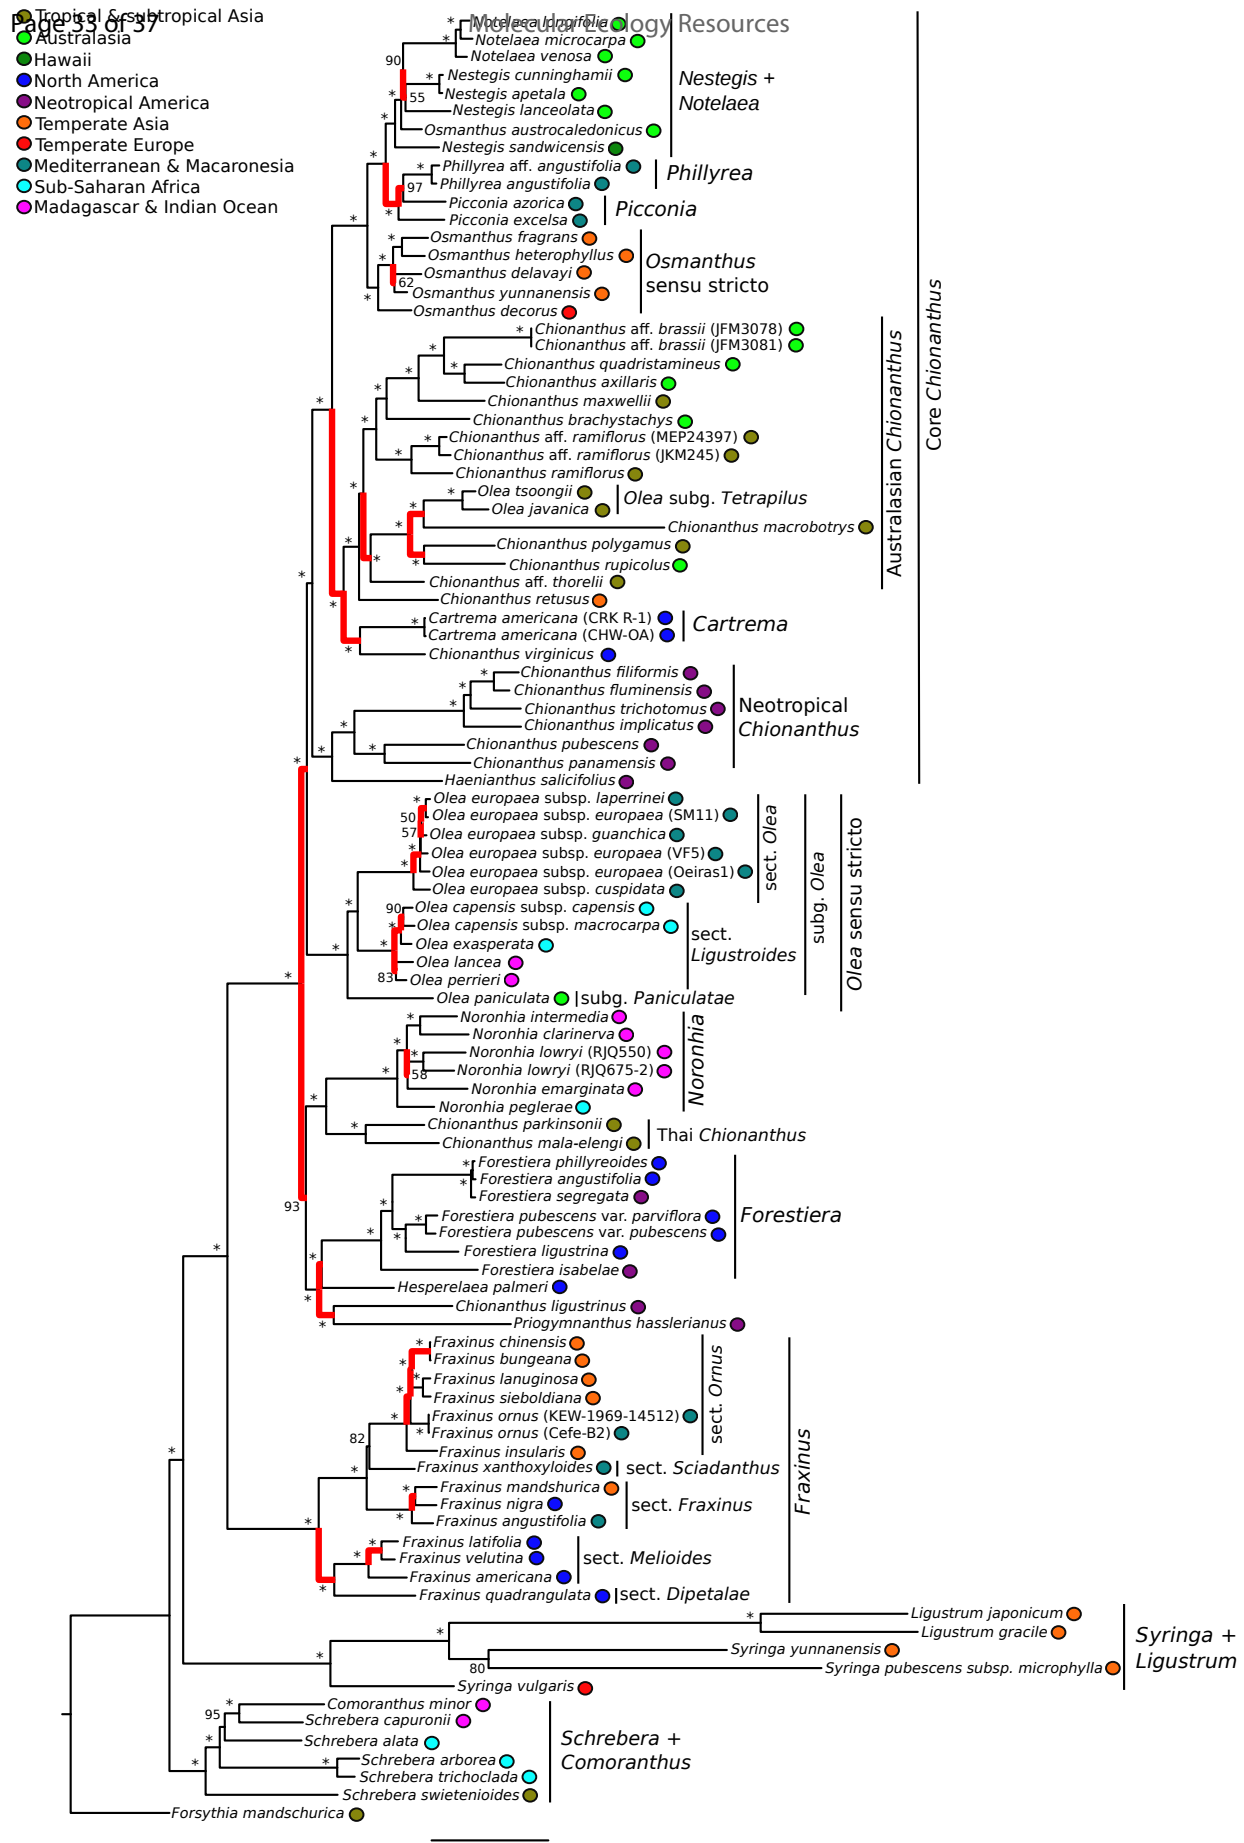 Page 33 of 37
Molecular Ecology Resources
Tropical & subtropical Asia
Australasia
Hawaii
North America
Neotropical America
Temperate Asia
Temperate Europe
Mediterranean & Macaronesia
Sub-Saharan Africa
Madagascar & Indian Ocean
Notelaea longifolia
Notelaea microcarpa
Notelaea venosa
Nestegis cunninghamii
Nestegis apetala
Nestegis lanceolata
Osmanthus austrocaledonicus
Nestegis sandwicensis
Nestegis +
Notelaea
90
55
Phillyrea aff. angustifolia
Phillyrea angustifolia
Phillyrea
97
Picconia azorica
Picconia excelsa
Picconia
Osmanthus fragrans
Osmanthus heterophyllus
Osmanthus delavayi
Osmanthus yunnanensis
Osmanthus decorus
Osmanthus
sensu stricto
62
Chionanthus aff. brassii (JFM3078)
Chionanthus aff. brassii (JFM3081)
Chionanthus quadristamineus
Chionanthus axillaris
Chionanthus maxwellii
Chionanthus brachystachys
Chionanthus aff. ramiflorus (MEP24397)
Chionanthus aff. ramiflorus (JKM245)
Chionanthus ramiflorus
Olea tsoongii
Olea javanica
Olea subg. Tetrapilus
Chionanthus macrobotrys
Chionanthus polygamus
Chionanthus rupicolus
Chionanthus aff. thorelii
Chionanthus retusus
Australasian Chionanthus
Core Chionanthus
Cartrema americana (CRK R-1)
Cartrema americana (CHW-OA)
Cartrema
Chionanthus virginicus
Chionanthus filiformis
Chionanthus fluminensis
Chionanthus trichotomus
Chionanthus implicatus
Chionanthus pubescens
Chionanthus panamensis
Neotropical
Chionanthus
Haenianthus salicifolius
Olea europaea subsp. laperrinei
Olea europaea subsp. europaea (SM11)
Olea europaea subsp. guanchica
Olea europaea subsp. europaea (VF5)
Olea europaea subsp. europaea (Oeiras1)
Olea europaea subsp. cuspidata
50
57
sect. Olea
subg. Olea
Olea sensu stricto
Olea capensis subsp. capensis
Olea capensis subsp. macrocarpa
Olea exasperata
Olea lancea
Olea perrieri
90
83
sect.
Ligustroides
Olea paniculata
subg. Paniculatae
Noronhia intermedia
Noronhia clarinerva
Noronhia lowryi (RJQ550)
Noronhia lowryi (RJQ675-2)
Noronhia emarginata
Noronhia peglerae
58
Noronhia
Chionanthus parkinsonii
Chionanthus mala-elengi
Thai Chionanthus
Forestiera phillyreoides
Forestiera angustifolia
Forestiera segregata
Forestiera pubescens var. parviflora
Forestiera pubescens var. pubescens
Forestiera ligustrina
Forestiera isabelae
Forestiera
93
Hesperelaea palmeri
Chionanthus ligustrinus
Priogymnanthus hasslerianus
Fraxinus chinensis
Fraxinus bungeana
Fraxinus lanuginosa
Fraxinus sieboldiana
Fraxinus ornus (KEW-1969-14512)
Fraxinus ornus (Cefe-B2)
Fraxinus insularis
sect. Ornus
82
Fraxinus xanthoxyloides
sect. Sciadanthus
Fraxinus mandshurica
Fraxinus nigra
Fraxinus angustifolia
sect. Fraxinus
Fraxinus latifolia
Fraxinus velutina
Fraxinus americana
sect. Melioides
Fraxinus quadrangulata
sect. Dipetalae
Fraxinus
Ligustrum japonicum
Ligustrum gracile
Syringa yunnanensis
Syringa pubescens subsp. microphylla
80
Syringa vulgaris
Syringa +
Ligustrum
Comoranthus minor
Schrebera capuronii
Schrebera alata
Schrebera arborea
Schrebera trichoclada
Schrebera swietenioides
95
Schrebera +
Comoranthus
Forsythia mandschurica